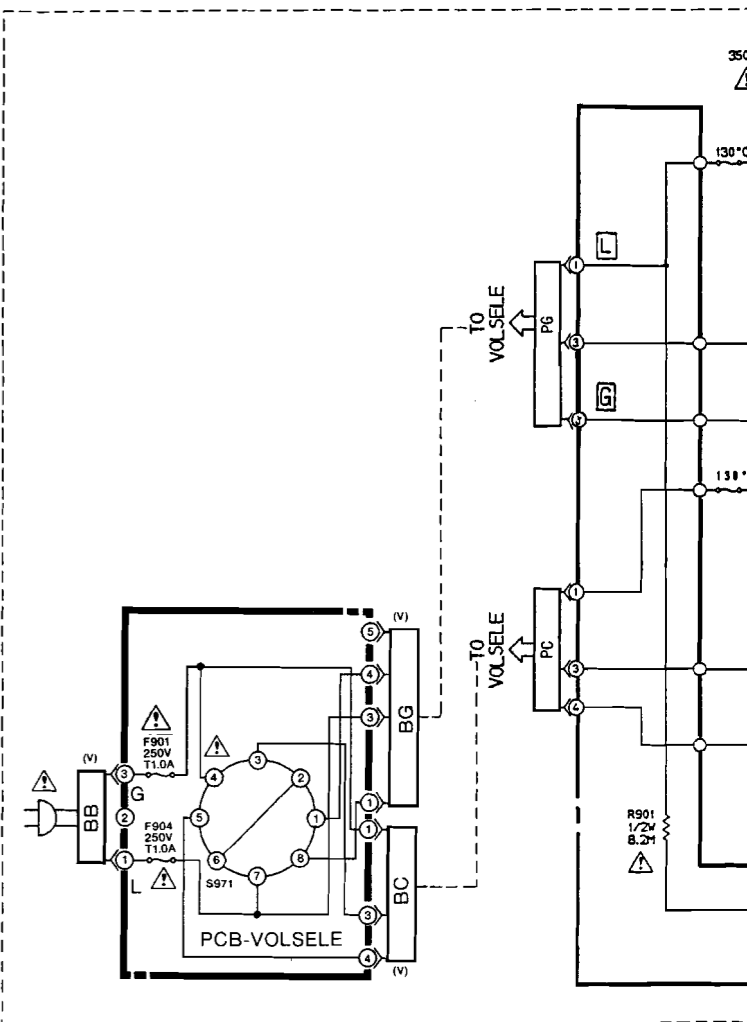 350
130°C
L
1
TO
VOLSELE
PG
3
G
130°
1
TO
VOLSELE
PC
3
4
(V)
5
4
BG
3
F901
250V
T1.0A
(V)
3
G
BB
2
1
L
F904
250V
T1.0A
3
4
2
5
1
6
8
7
S971
1
1
BC
3
4
(V)
PCB-VOLSELE
R901
1/2W
8.2M